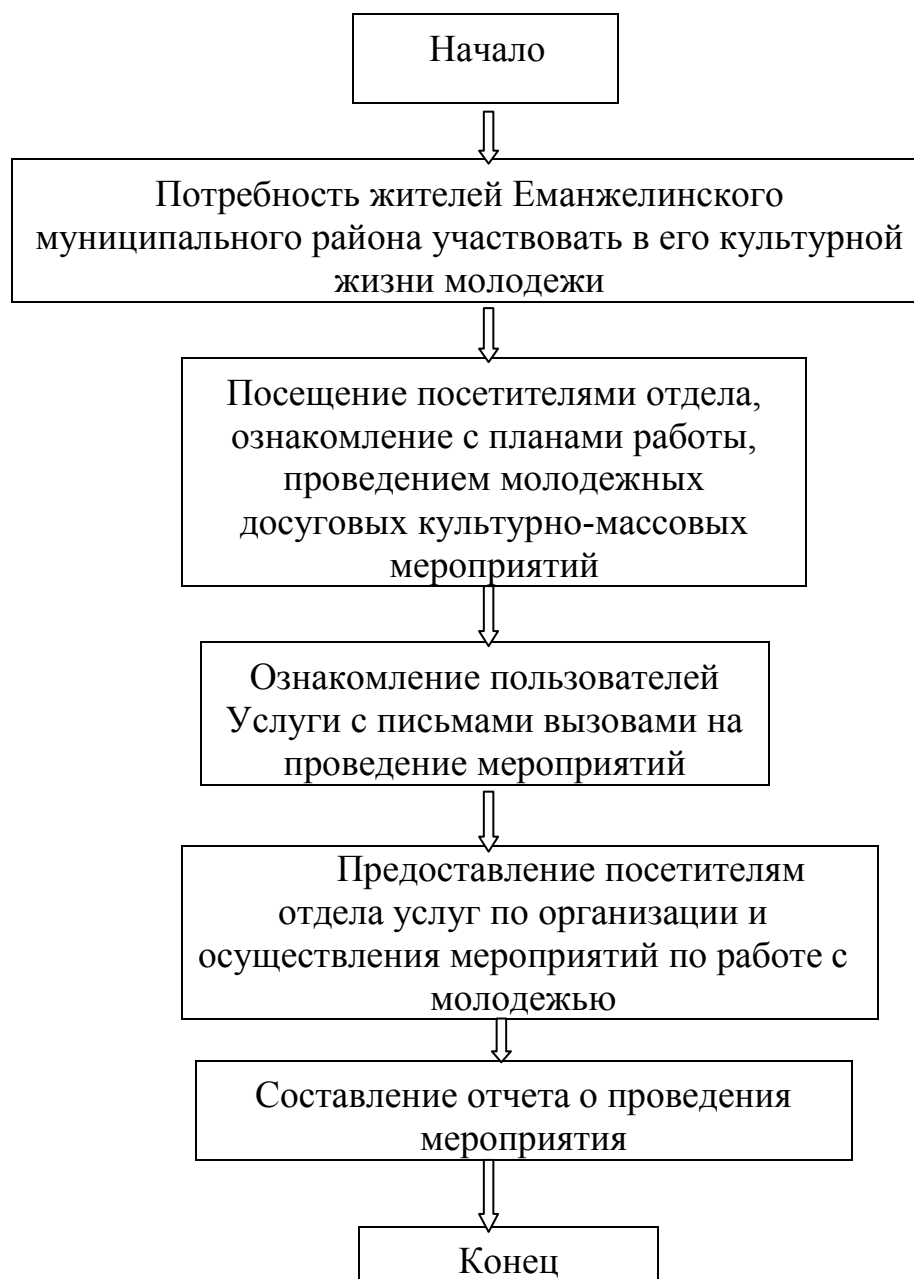 Начало
Потребность жителей Еманжелинского
муниципального района участвовать в его культурной
жизни молодежи
Посещение посетителями отдела,
ознакомление с планами работы,
проведением молодежных
досуговых культурно-массовых
мероприятий
Ознакомление пользователей
Услуги с письмами вызовами на
проведение мероприятий
Предоставление посетителям
отдела услуг по организации и
осуществления мероприятий по работе с
молодежью
Составление отчета о проведения
мероприятия
Конец